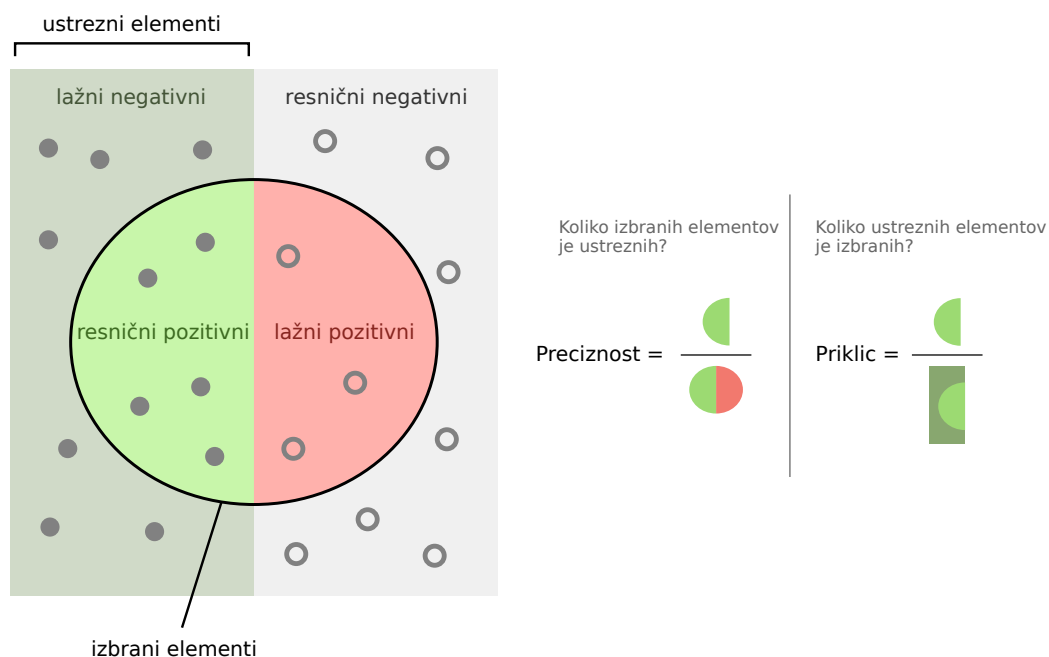 ustrezni elementi
lažni negativni
resnični negativni
resnični pozitivni
lažni pozitivni
izbrani elementi
Koliko izbranih elementov
je ustreznih?
Preciznost =
Koliko ustreznih elementov
je izbranih?
Priklic =